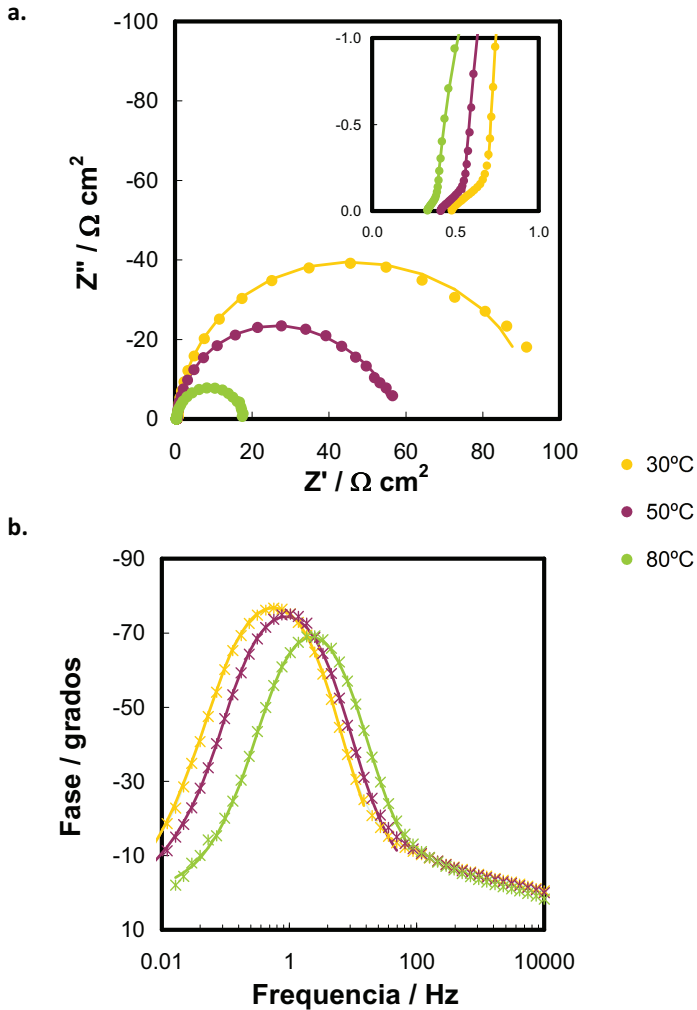 a.
-100
-80
-60
-40
-20
0
Z'' / Ω cm²
-1.0
-0.5
0.0
0.0 0.5 1.0
0 20 40 60 80 100
Z' / Ω cm²
30ºC
50ºC
80ºC
b.
-90
-70
-50
-30
-10
10
Fase / grados
0.01 1 100 10000
Frequencia / Hz